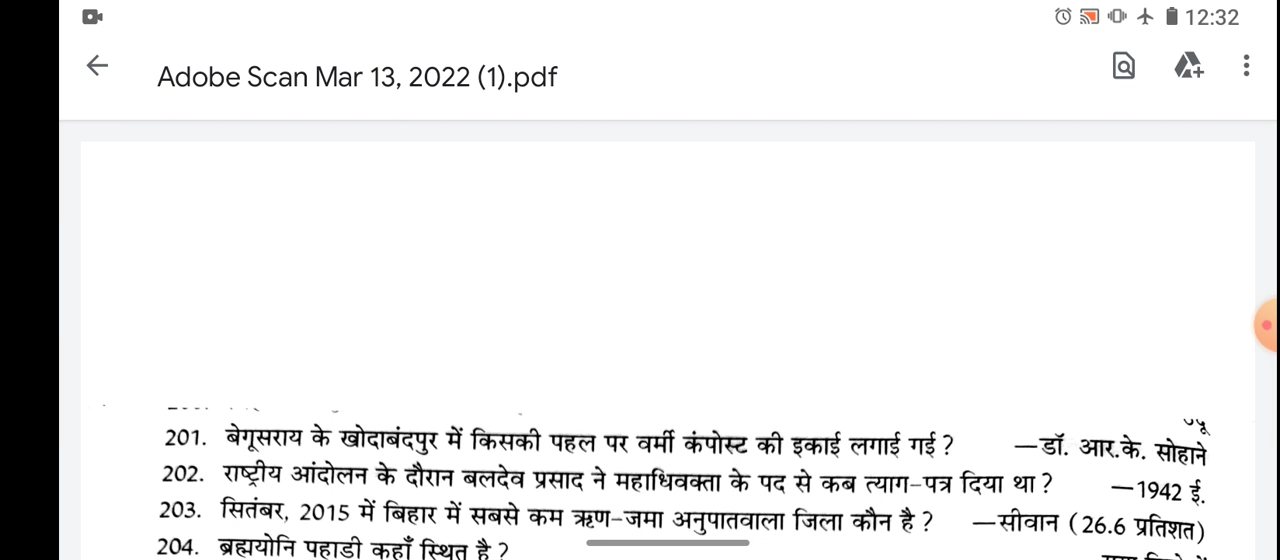 12:32
Adobe Scan Mar 13, 2022 (1).pdf
201. बेगूसराय के खोदाबंदपुर में किसकी पहल पर वर्मी कंपोस्ट की इकाई लगाई गई ? —डॉ. आर.के. सोहाने
202. राष्ट्रीय आंदोलन के दौरान बलदेव प्रसाद ने महाधिवक्ता के पद से कब त्याग-पत्र दिया था ? —1942 ई.
203. सितंबर, 2015 में बिहार में सबसे कम ऋण-जमा अनुपातवाला जिला कौन है ? —सीवान (26.6 प्रतिशत)
204. ब्रह्मयोनि पहाडी कहाँ स्थित है ?